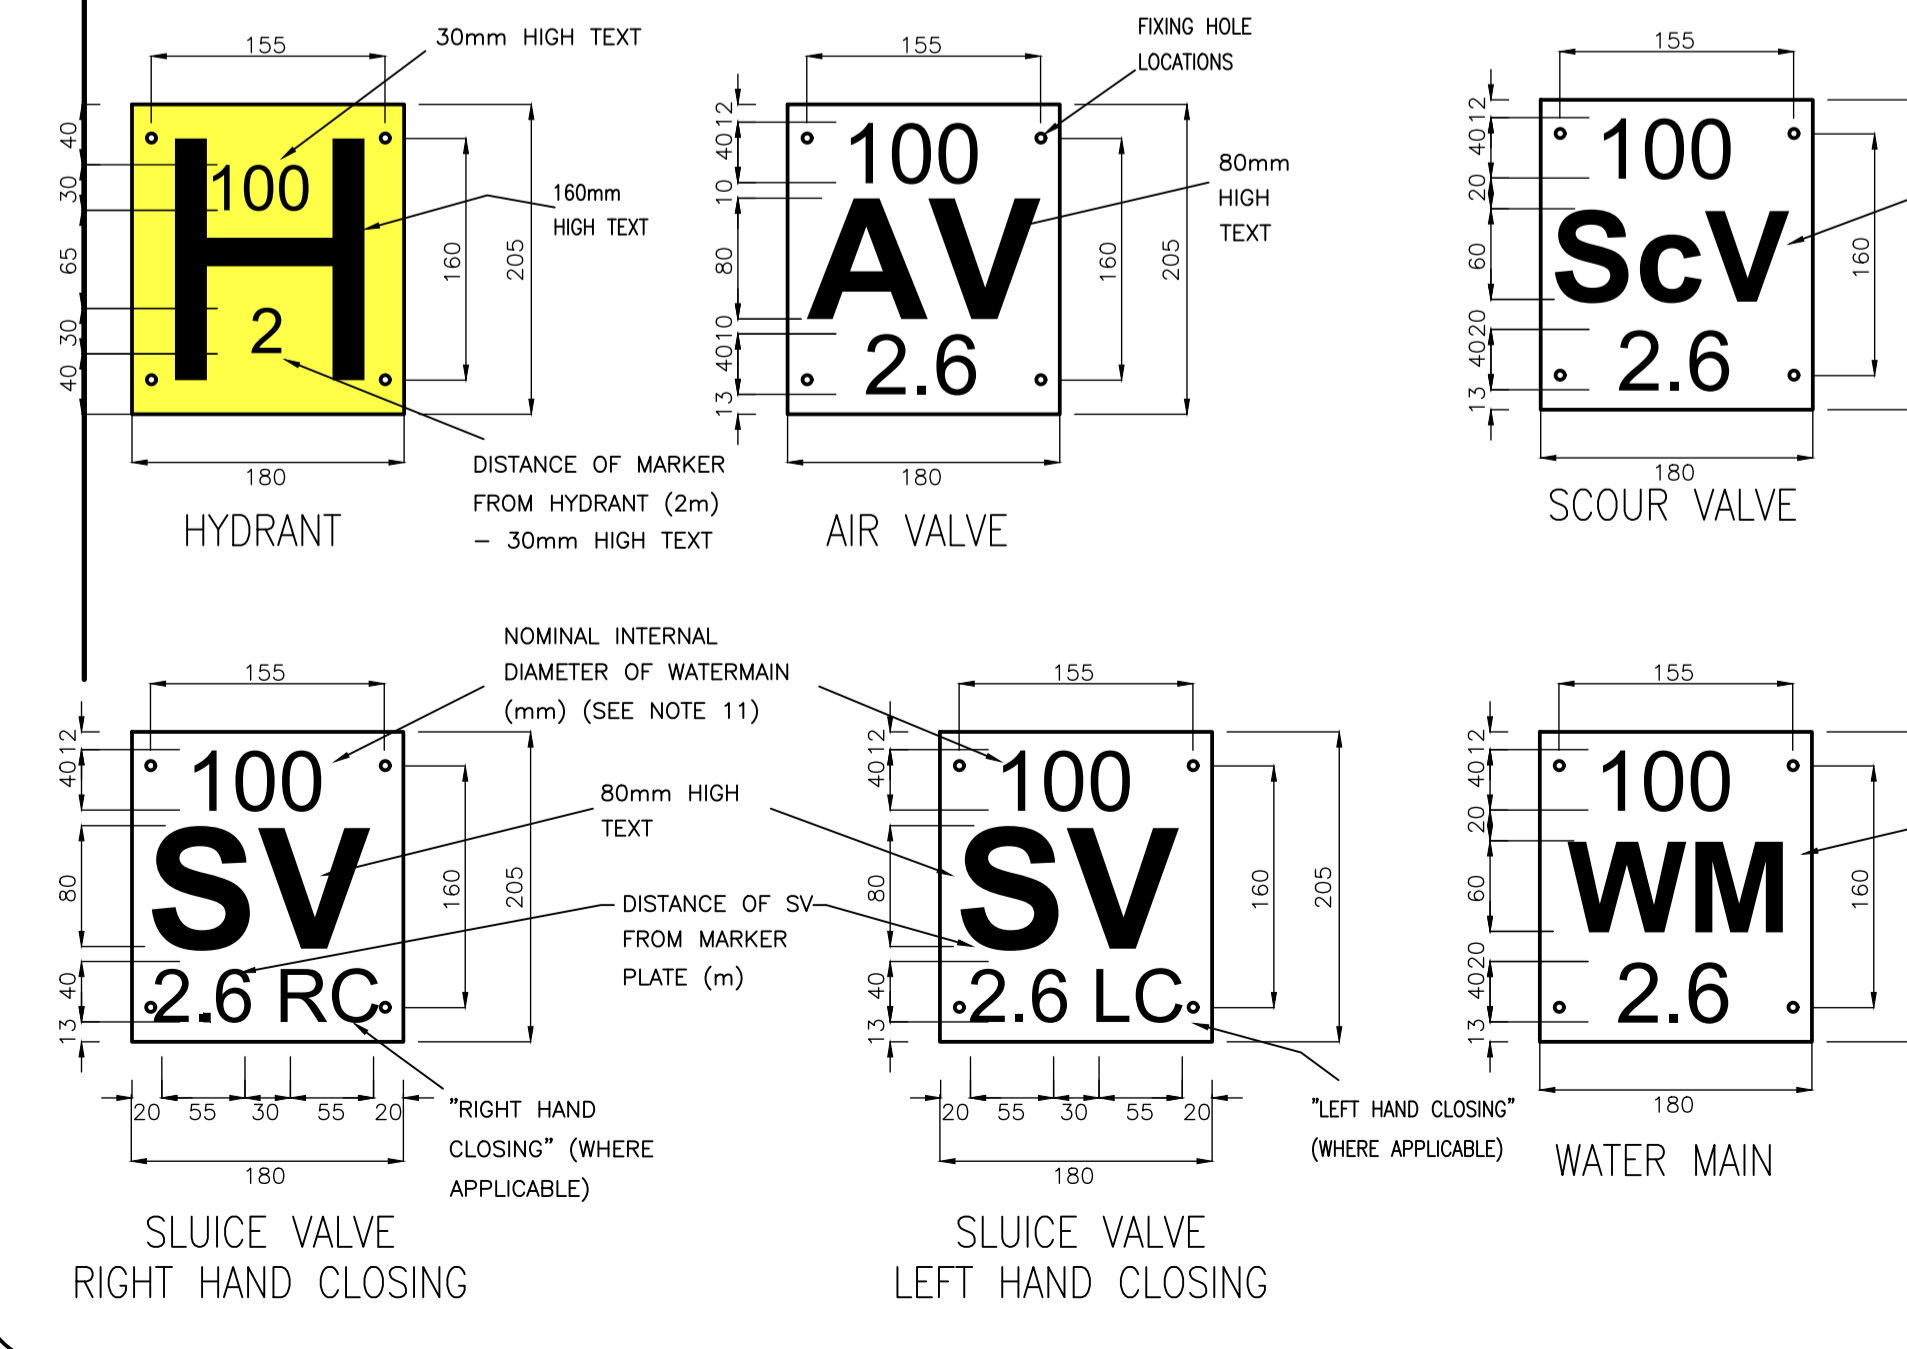 155
30mm HIGH TEXT
40
30
65
30
40
100
2
160mm
HIGH TEXT
160
205
180
DISTANCE OF MARKER
FROM HYDRANT (2m)
- 30mm HIGH TEXT
HYDRANT
155
FIXING HOLE
LOCATIONS
12
40
10
80
10
40
13
100
AV
2.6
80mm
HIGH
TEXT
160
205
180
AIR VALVE
155
12
40
20
60
20
40
13
100
ScV
2.6
160
180
SCOUR VALVE
NOMINAL INTERNAL
DIAMETER OF WATERMAIN
(mm) (SEE NOTE 11)
155
12
40
80
40
13
100
SV
2.6 RC
80mm HIGH
TEXT
160
205
DISTANCE OF SV
FROM MARKER
PLATE (m)
20 55 30 55 20
180
"RIGHT HAND
CLOSING" (WHERE
APPLICABLE)
SLUICE VALVE
RIGHT HAND CLOSING
155
12
40
80
40
13
100
SV
2.6 LC
160
205
20 55 30 55 20
180
"LEFT HAND CLOSING"
(WHERE APPLICABLE)
SLUICE VALVE
LEFT HAND CLOSING
155
12
40
20
60
20
40
13
100
WM
2.6
160
180
WATER MAIN